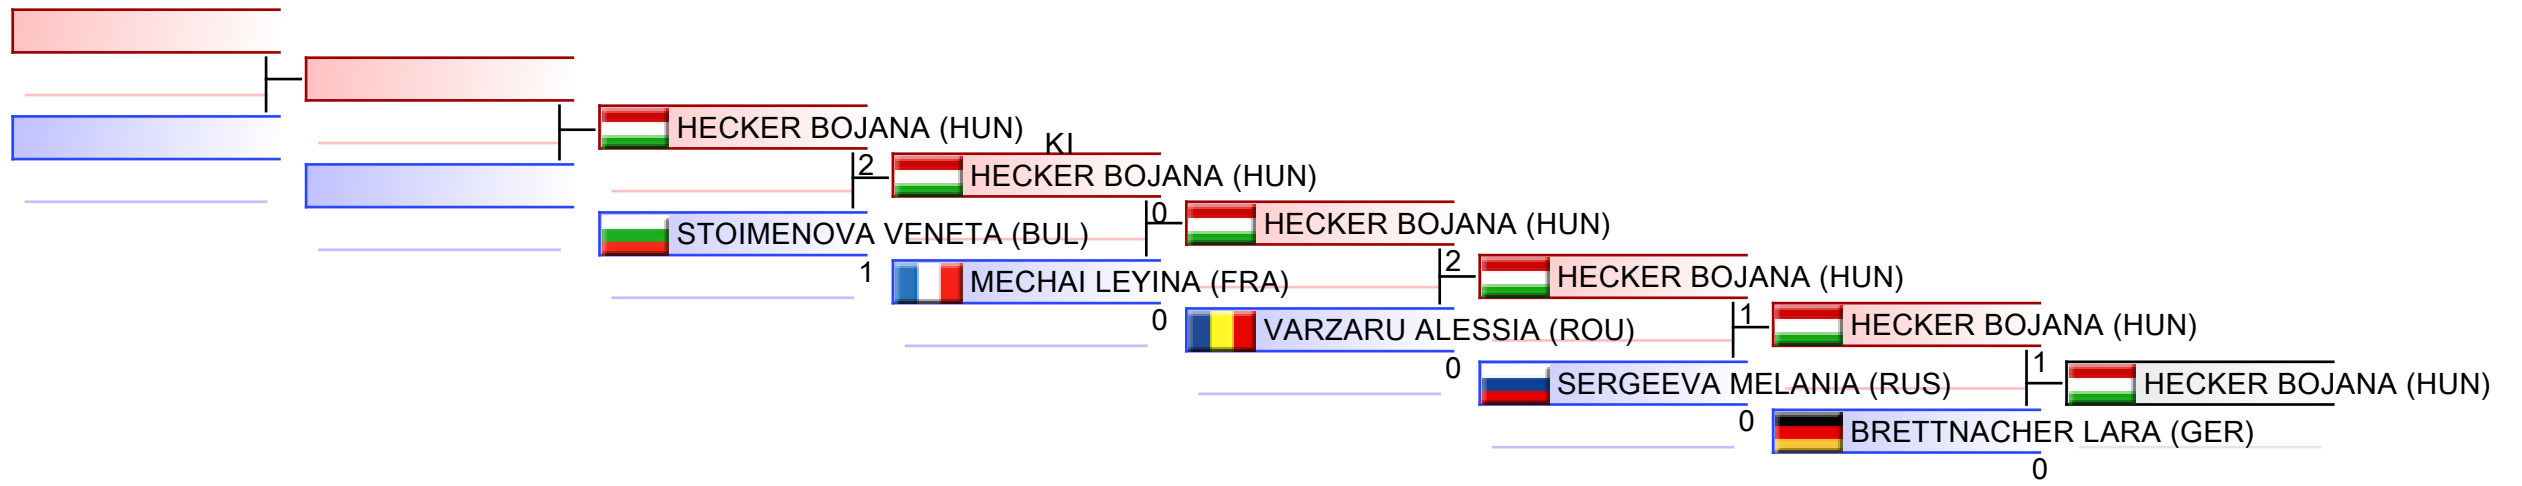 HECKER BOJANA (HUN)
KI
2
HECKER BOJANA (HUN)
STOIMENOVA VENETA (BUL)
1
0
HECKER BOJANA (HUN)
MECHAI LEYINA (FRA)
0
2
HECKER BOJANA (HUN)
VARZARU ALESSIA (ROU)
0
1
HECKER BOJANA (HUN)
SERGEEVA MELANIA (RUS)
0
1
HECKER BOJANA (HUN)
BRETTNACHER LARA (GER)
0